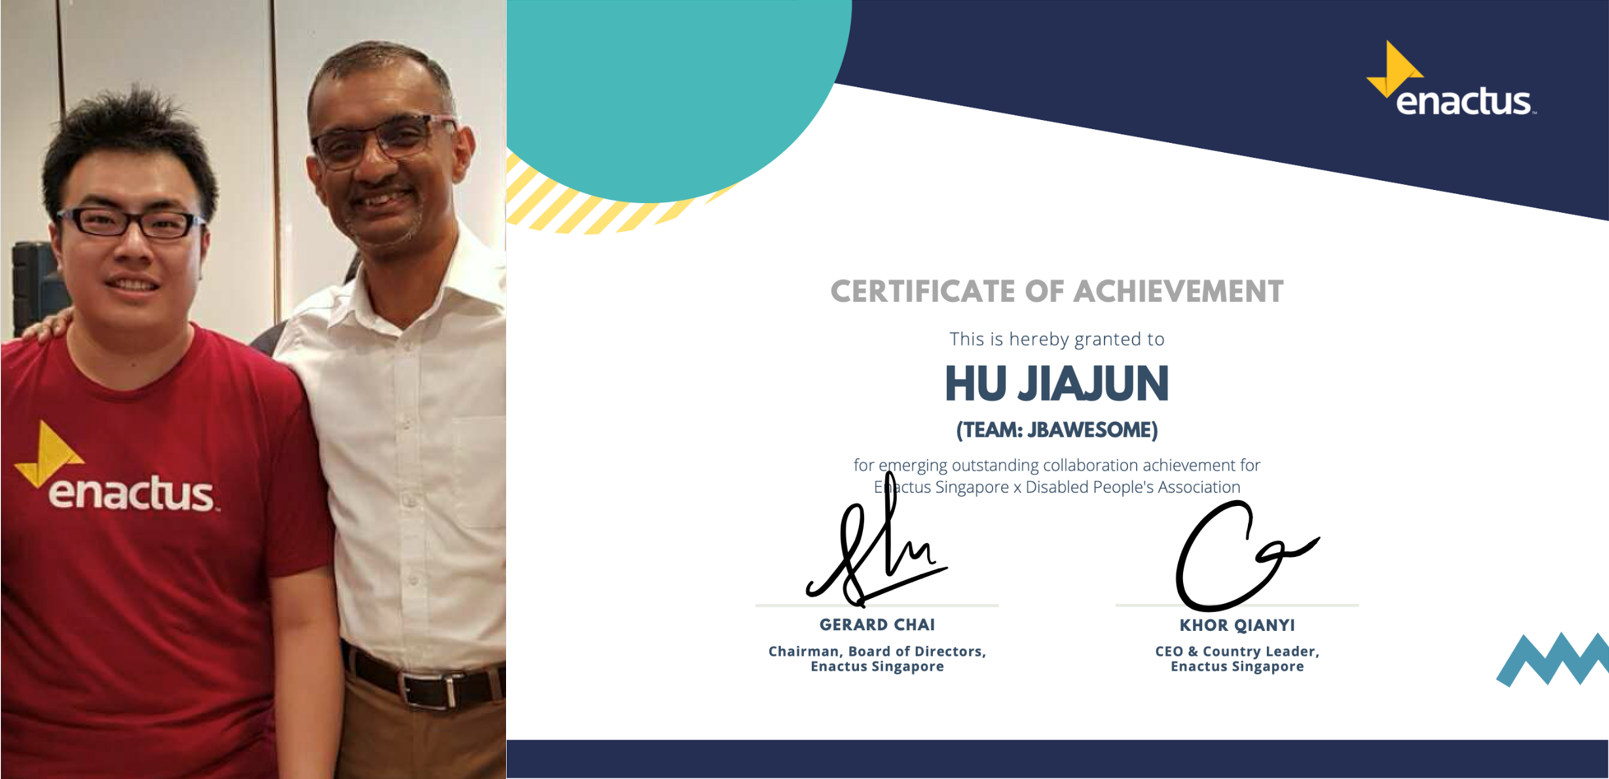 enactus
enactus
CERTIFICATE OF ACHIEVEMENT
This is hereby granted to
HU JIAJUN
(TEAM: JBAWESOME)
for emerging outstanding collaboration achievement for
Enactus Singapore x Disabled People's Association
GERARD CHAI
Chairman, Board of Directors,
Enactus Singapore
KHOR QIANYI
CEO & Country Leader,
Enactus Singapore